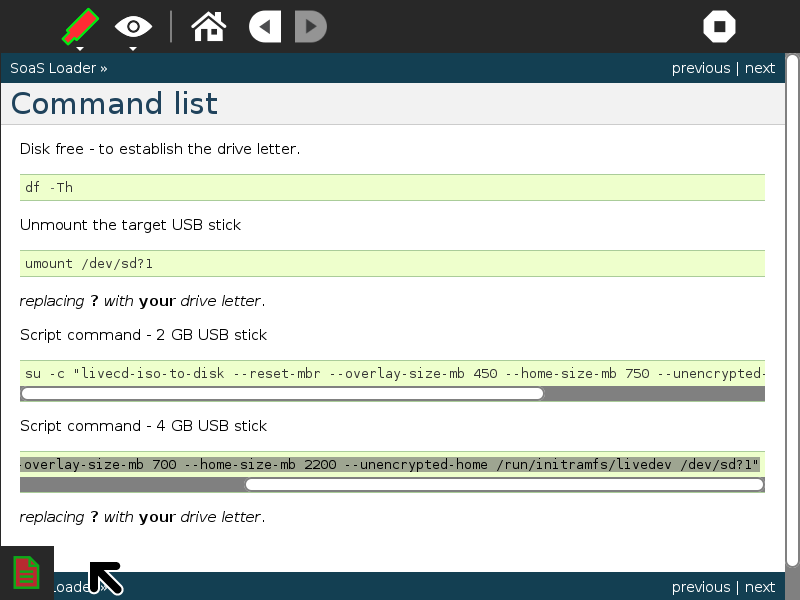 SoaS Loader »
previous | next
Command list
Disk free - to establish the drive letter.
df -Th
Unmount the target USB stick
umount /dev/sd?1
replacing ? with your drive letter.
Script command - 2 GB USB stick
su -c "livecd-iso-to-disk --reset-mbr --overlay-size-mb 450 --home-size-mb 750 --unencrypted-
Script command - 4 GB USB stick
-overlay-size-mb 700 --home-size-mb 2200 --unencrypted-home /run/initramfs/livedev /dev/sd?1"
replacing ? with your drive letter.
Loader »
previous | next